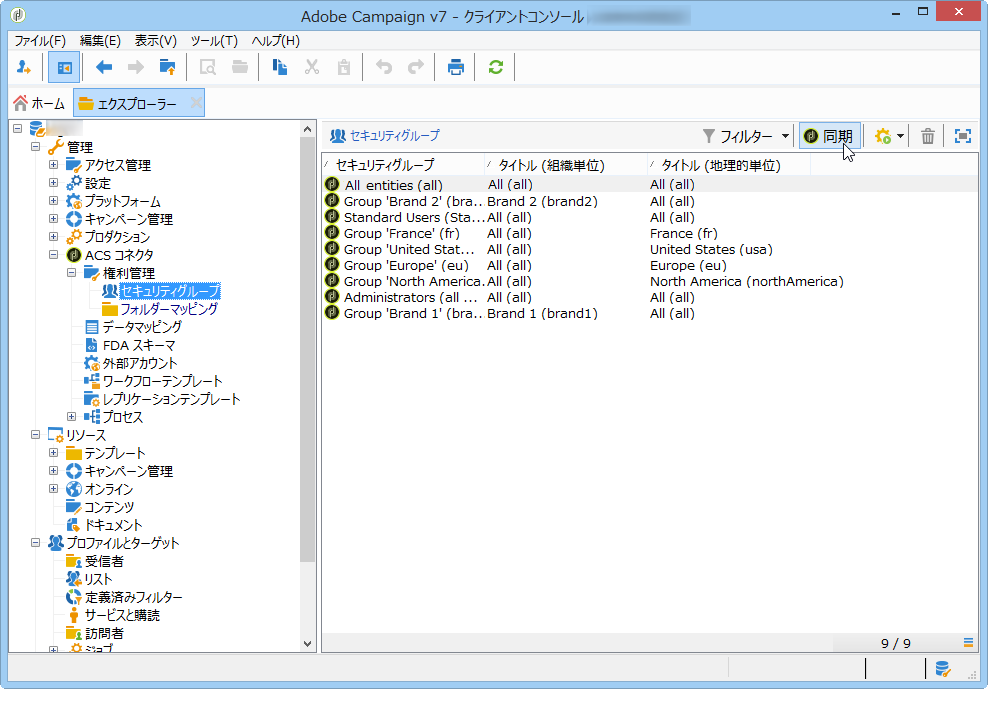 Adobe Campaign v7 - クライアントコンソール
ファイル(F) 編集(E) 表示(V) ツール(T) ヘルプ(H)
ホーム エクスプローラー
管理
アクセス管理
設定
プラットフォーム
キャンペーン管理
プロダクション
ACS コネクタ
権利管理
セキュリティグループ
フォルダーマッピング
データマッピング
FDA スキーマ
外部アカウント
ワークフローテンプレート
レプリケーションテンプレート
プロセス
リソース
テンプレート
キャンペーン管理
オンライン
コンテンツ
ドキュメント
プロファイルとターゲット
受信者
リスト
定義済みフィルター
サービスと購読
訪問者
ジョブ
セキュリティグループ フィルター 同期
セキュリティグループ タイトル (組織単位) タイトル (地理的単位)
All entities (all) All (all) All (all)
Group 'Brand 2' (bra... Brand 2 (brand2) All (all)
Standard Users (Sta... All (all) All (all)
Group 'France' (fr) All (all) France (fr)
Group 'United Stat... All (all) United States (usa)
Group 'Europe' (eu) All (all) Europe (eu)
Group 'North America... All (all) North America (northAmerica)
Administrators (all ... All (all) All (all)
Group 'Brand 1' (bra... Brand 1 (brand1) All (all)
9 / 9